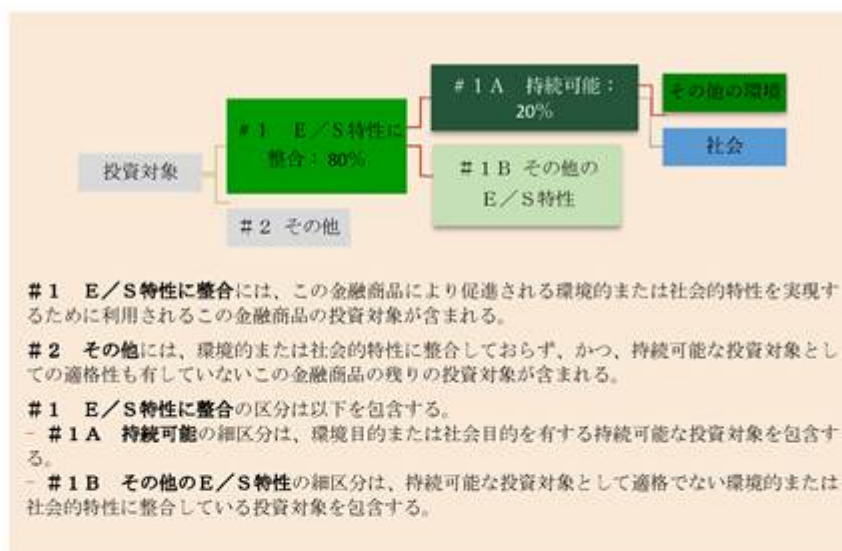 #1A 持続可能:
20%
その他の環境
#1 E/S特性に
整合:80%
社会
投資対象
#1B その他の
E/S特性
#2 その他
#1 E/S特性に整合には、この金融商品により促進される環境的または社会的特性を実現す
るために利用されるこの金融商品の投資対象が含まれる。
#2 その他には、環境的または社会的特性に整合しておらず、かつ、持続可能な投資対象とし
ての適格性も有していないこの金融商品の残りの投資対象が含まれる。
#1 E/S特性に整合の区分は以下を包含する。
- #1A 持続可能の細区分は、環境目的または社会目的を有する持続可能な投資対象を包含す
る。
- #1B その他のE/S特性の細区分は、持続可能な投資対象として適格でない環境的または
社会的特性に整合している投資対象を包含する。